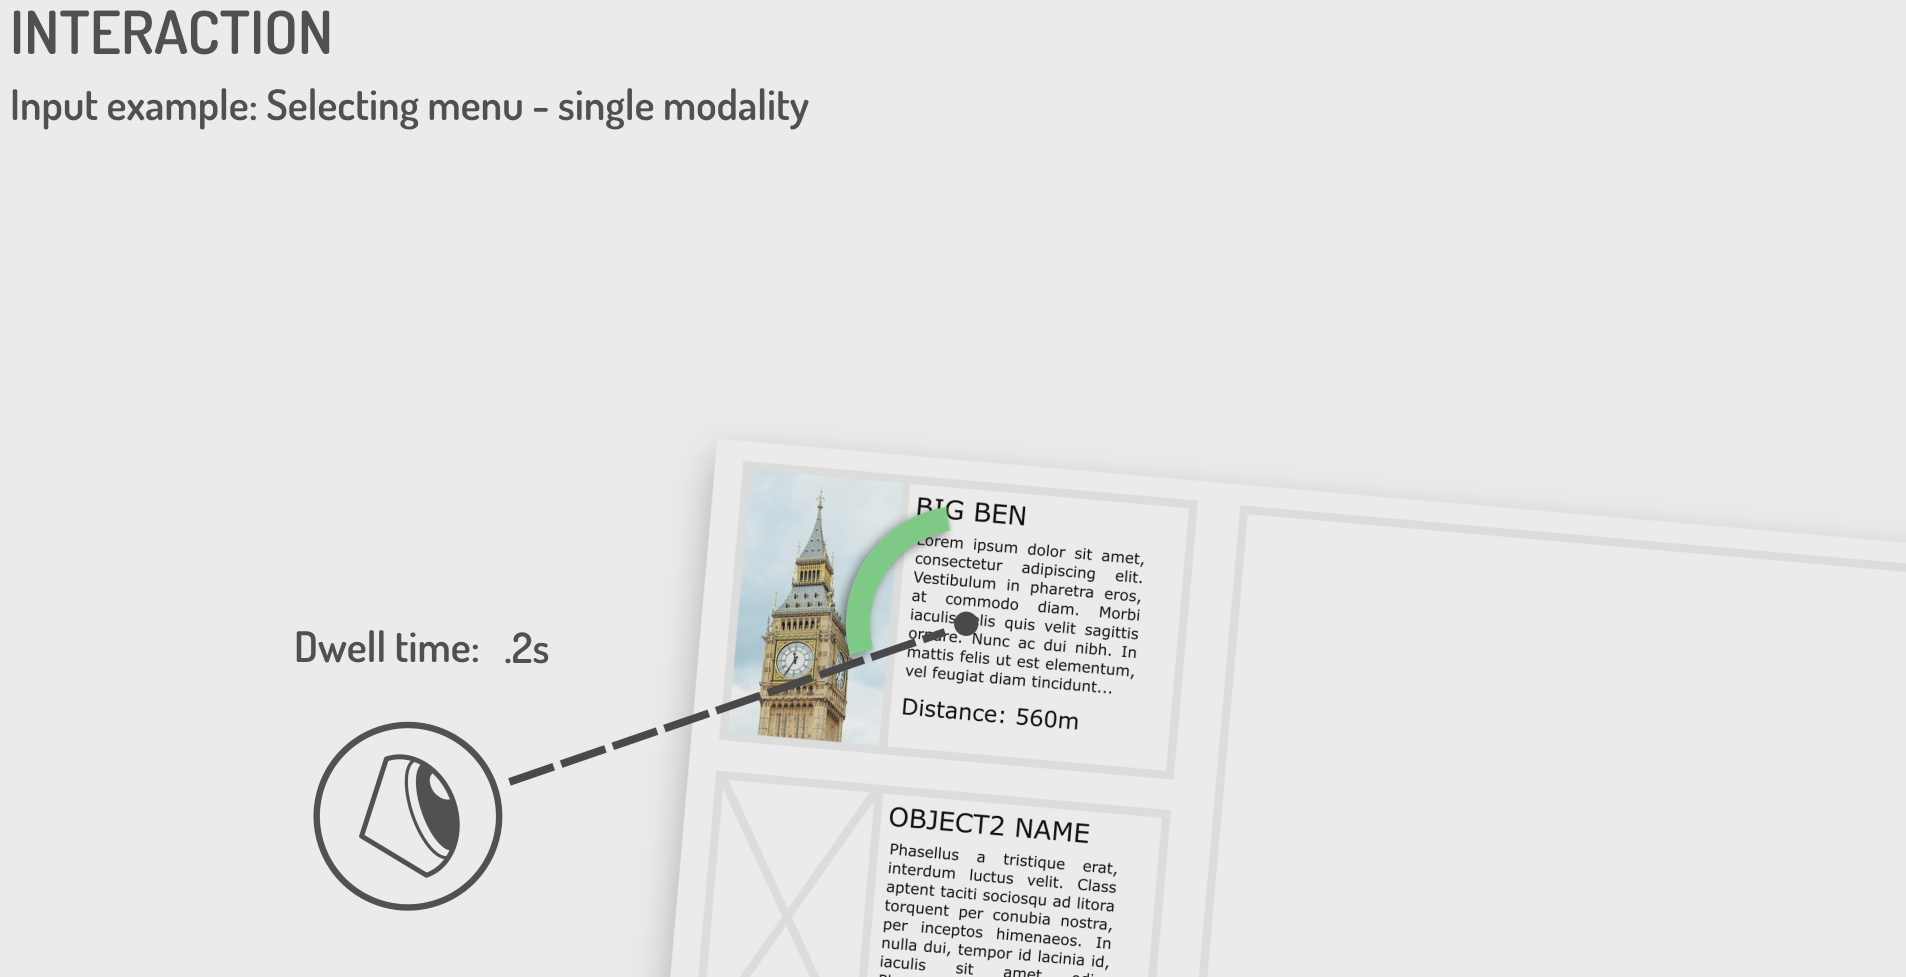 INTERACTION
Input example: Selecting menu - single modality
BIG BEN
Lorem ipsum dolor sit amet,
consectetur adipiscing elit.
Vestibulum in pharetra eros,
at commodo diam. Morbi
iaculis felis quis velit sagittis
ornare. Nunc ac dui nibh. In
mattis felis ut est elementum,
vel feugiat diam tincidunt...
Distance: 560m
Dwell time: .2s
OBJECT2 NAME
Phasellus a tristique erat,
interdum luctus velit. Class
aptent taciti sociosqu ad litora
torquent per conubia nostra,
per inceptos himenaeos. In
nulla dui, tempor id lacinia id,
iaculis sit amet